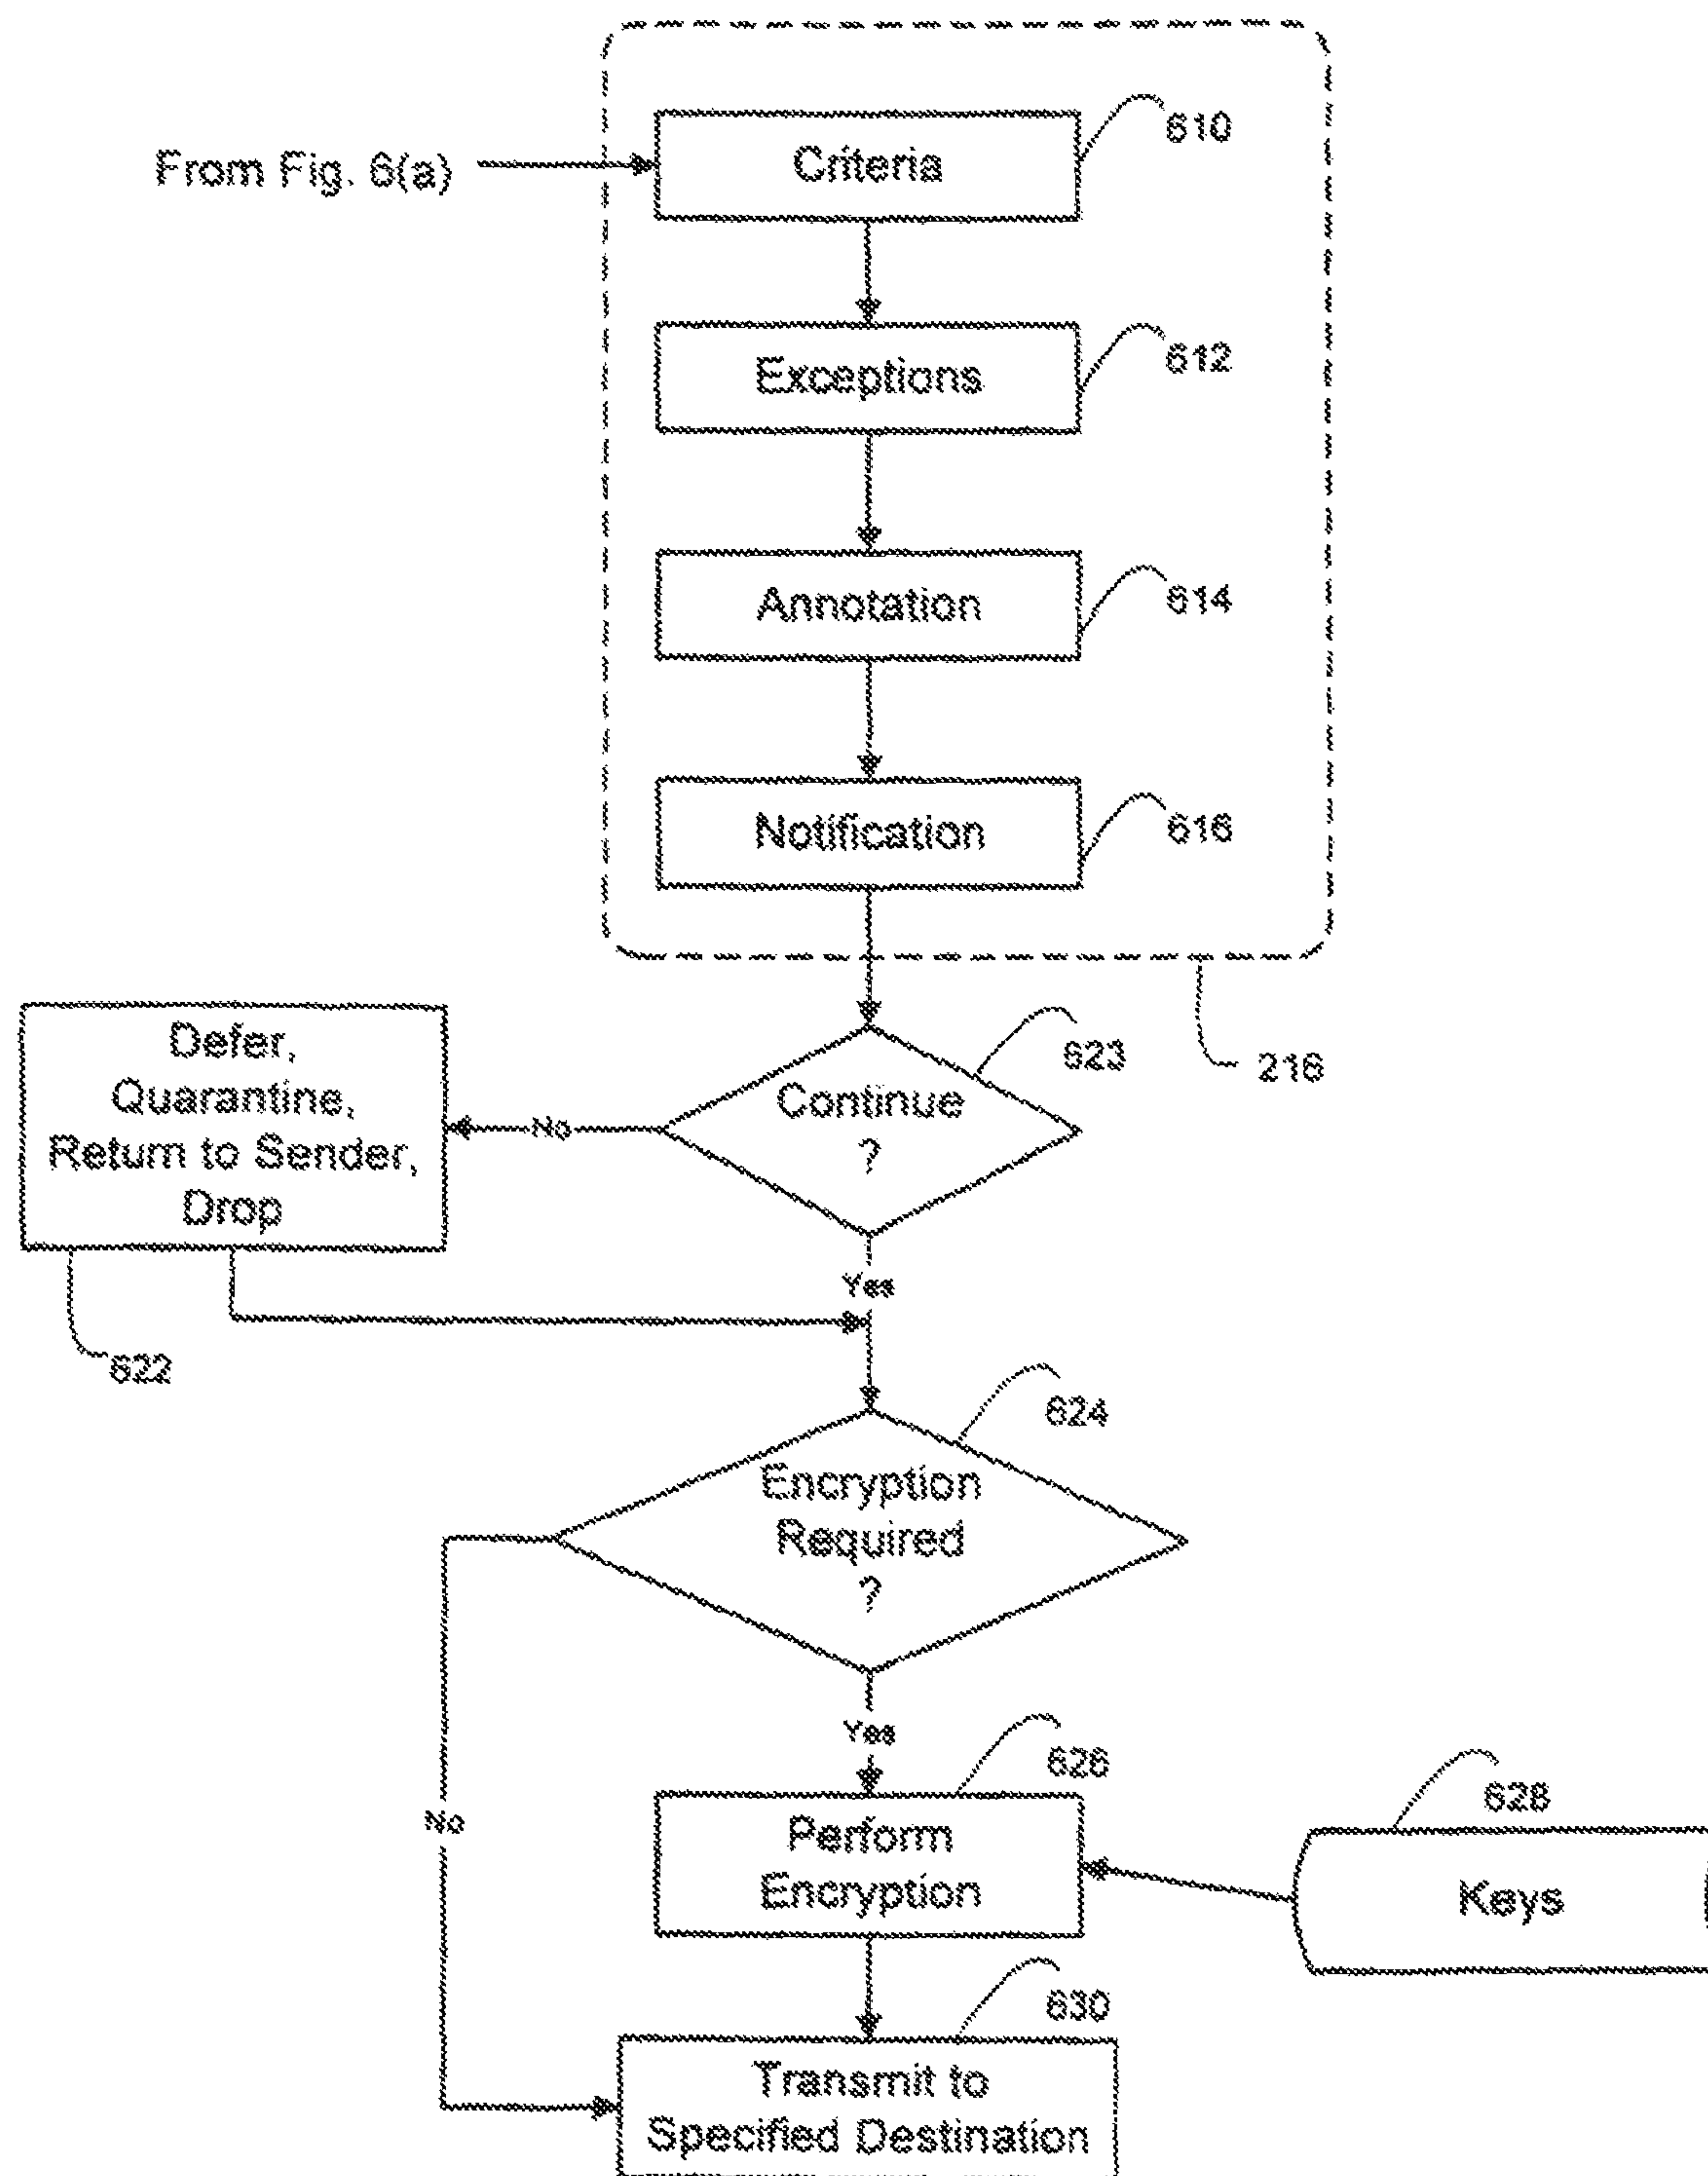 610
From Fig. 6(a)
Criteria
612
Exceptions
614
Annotation
616
Notification
216
623
Continue
?
No
Defer,
Quarantine,
Return to Sender,
Drop
622
Yes
624
Encryption
Required
?
Yes
No
626
Perform
Encryption
628
Keys
630
Transmit to
Specified Destination